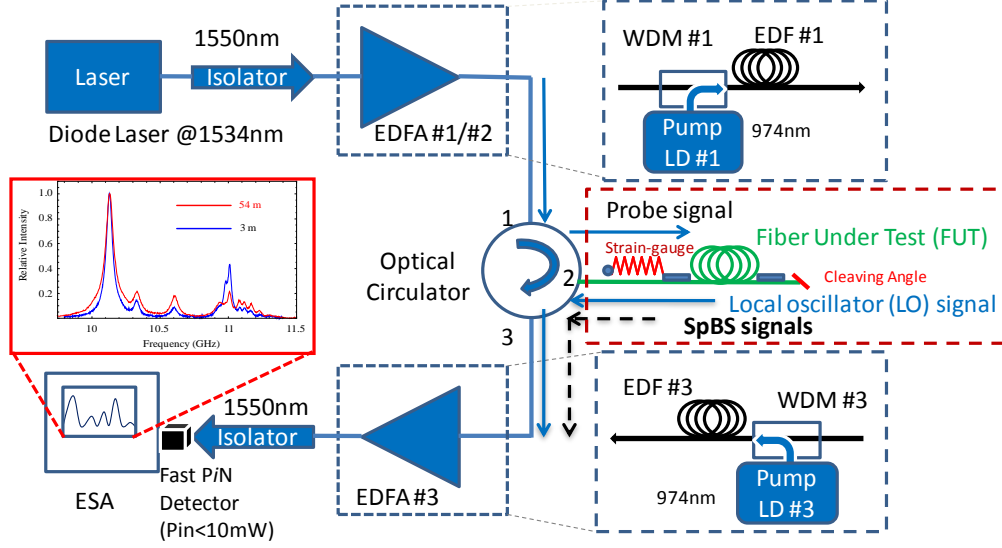 1550nm
Laser
Isolator
Diode Laser @1534nm
EDFA #1/#2
WDM #1
EDF #1
Pump
LD #1
974nm
1.0
0.8
0.6
0.4
0.2
Relative Intensity
54 m
3 m
10
10.5
11
11.5
Frequency (GHz)
Optical
Circulator
1
2
3
Probe signal
Strain-gauge
Fiber Under Test (FUT)
Cleaving Angle
Local oscillator (LO) signal
SpBS signals
ESA
1550nm
Isolator
Fast PiN
Detector
(Pin<10mW)
EDFA #3
EDF #3
WDM #3
974nm
Pump
LD #3